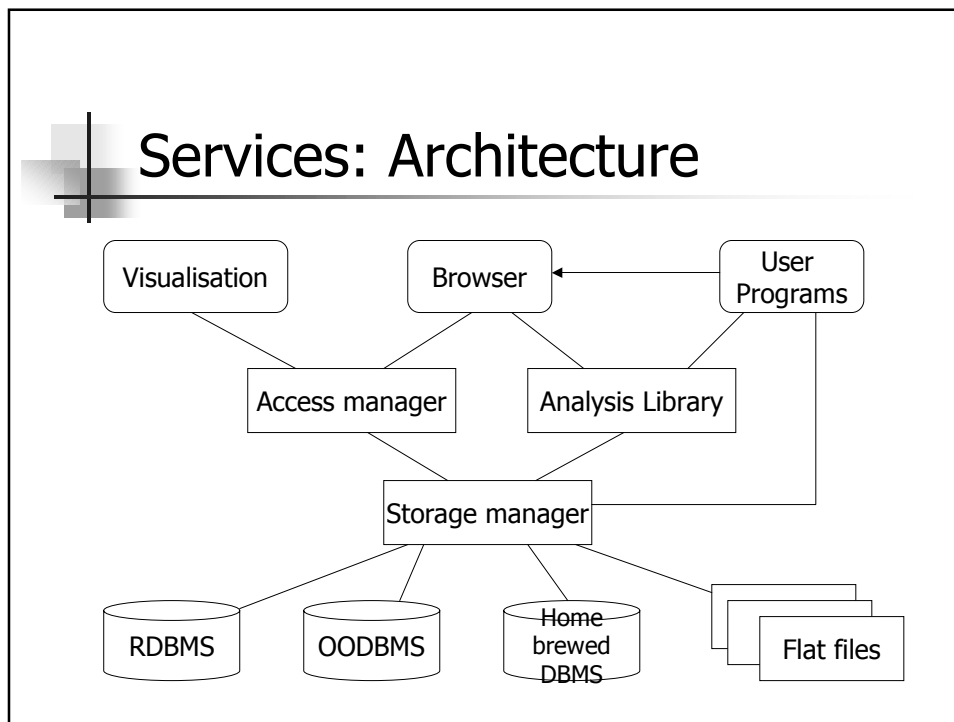 Services: Architecture
Visualisation
Browser
User
Programs
Access manager
Analysis Library
Storage manager
RDBMS
OODBMS
Home
brewed
DBMS
Flat files